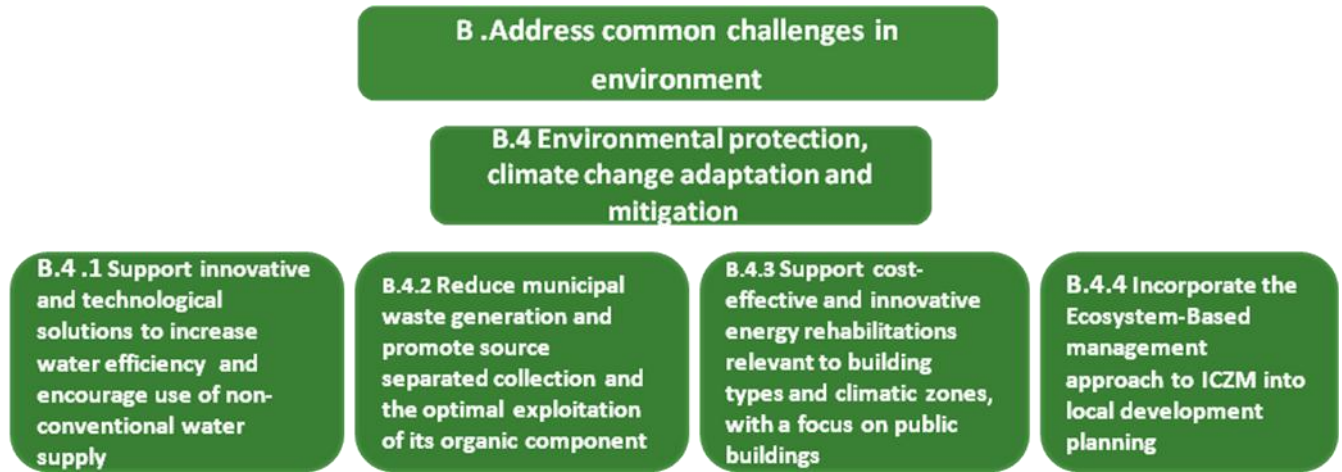 B .Address common challenges in
environment
B.4 Environmental protection,
climate change adaptation and
mitigation
B.4 .1 Support innovative
and technological
solutions to increase
water efficiency and
encourage use of non-
conventional water
supply
B.4.2 Reduce municipal
waste generation and
promote source
separated collection and
the optimal exploitation
of its organic component
B.4.3 Support cost-
effective and innovative
energy rehabilitations
relevant to building
types and climatic zones,
with a focus on public
buildings
B.4.4 Incorporate the
Ecosystem-Based
management
approach to ICZM into
local development
planning